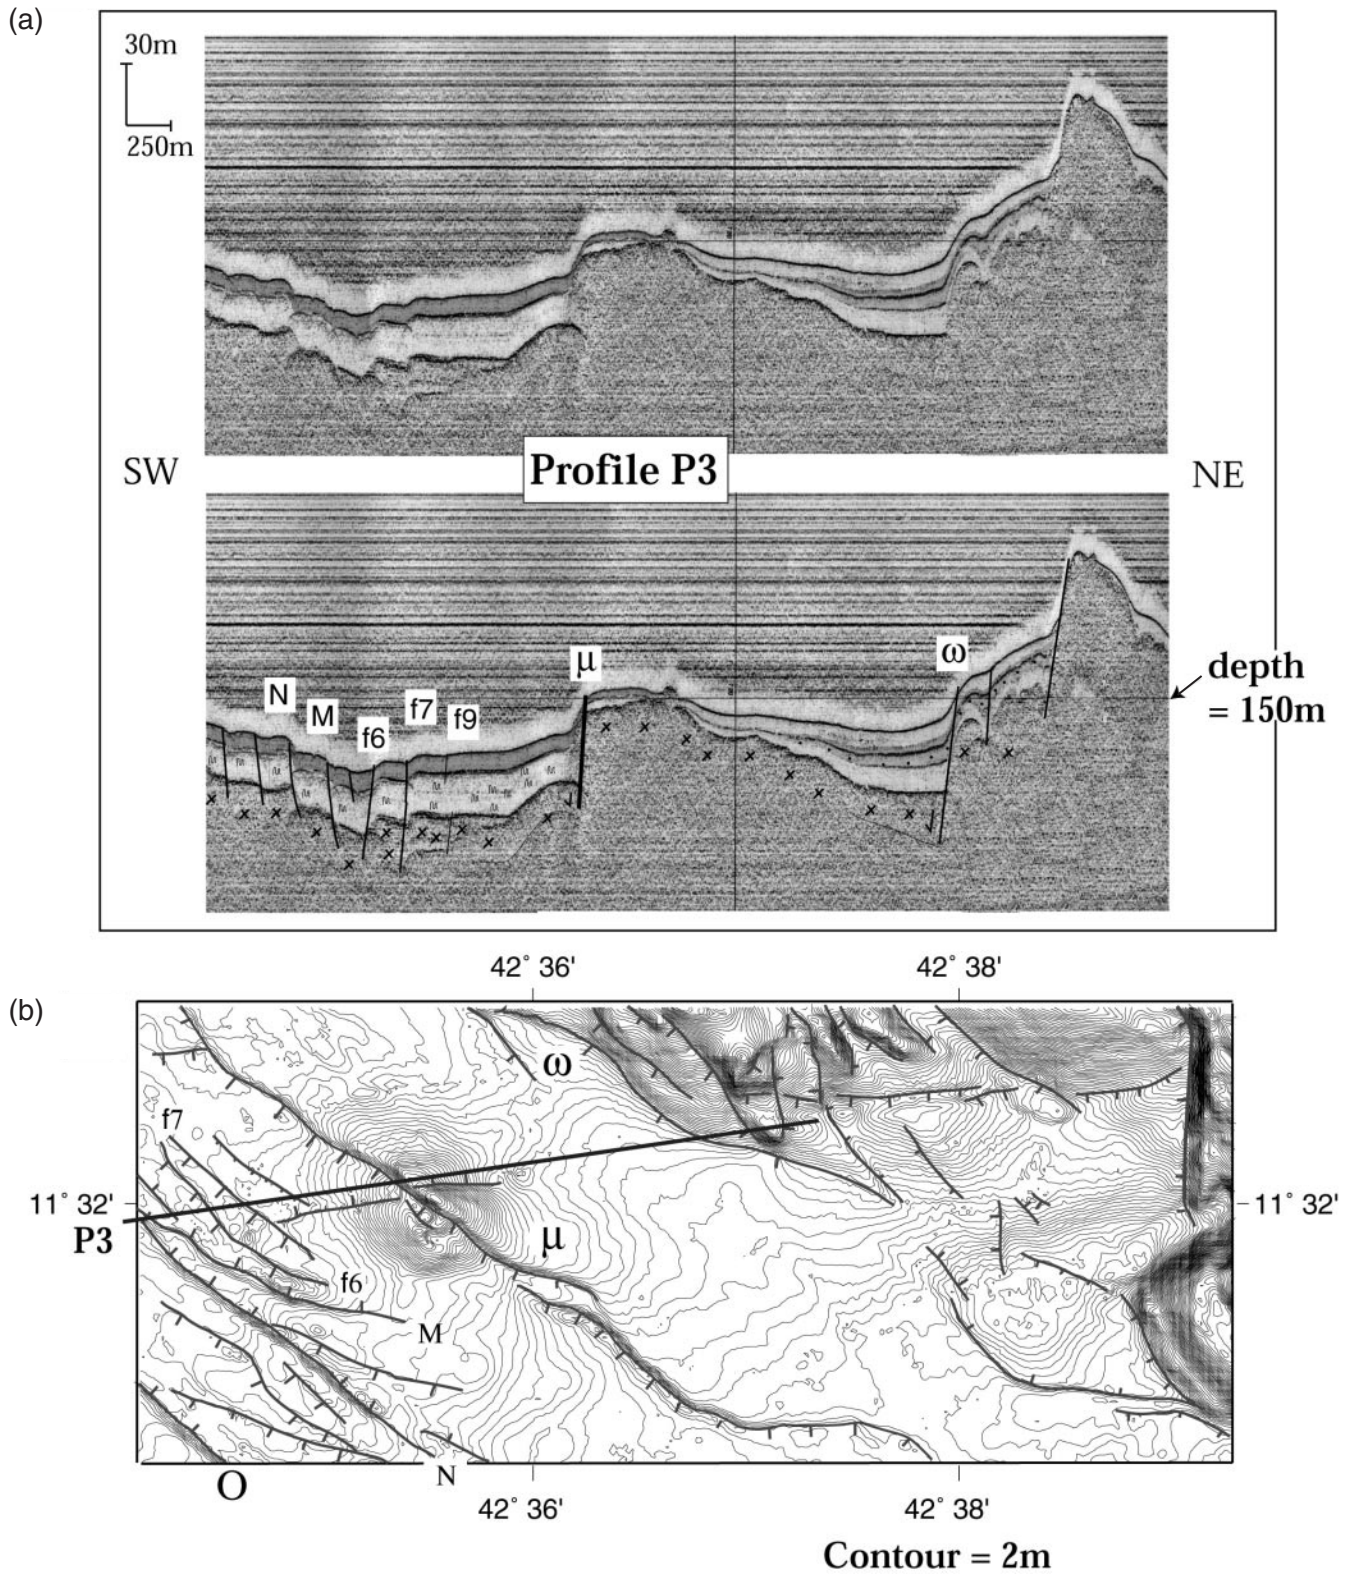 (a)
30m
250m
SW
Profile P3
NE
μ
ω
N
M
f6
f7
f9
depth
= 150m
42° 36'
42° 38'
(b)
ω
f7
11° 32'
11° 32'
P3
μ
f6
M
O
N
42° 36'
42° 38'
Contour = 2m